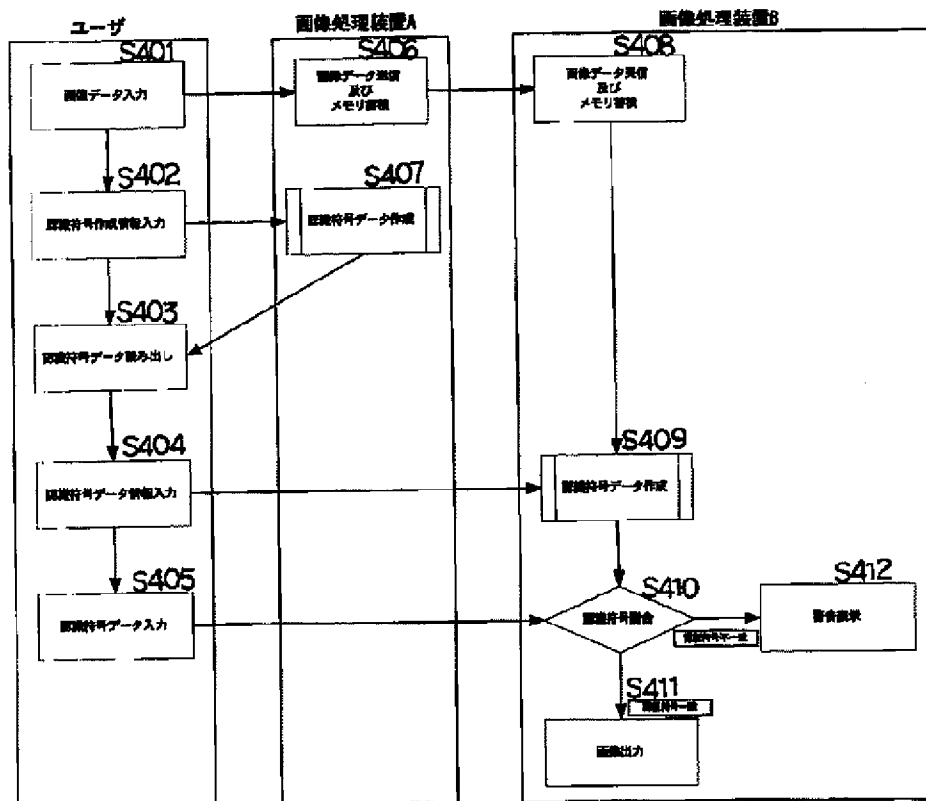 ユーザ
画像処理装置A
画像処理装置B
S401
画像データ入力
S406
画像データ送信
及び
メモリ蓄積
S408
画像データ受信
及び
メモリ蓄積
S402
認識符号作成情報入力
S407
認識符号データ作成
S403
認識符号データ読み出し
S404
認識符号データ情報入力
S409
認識符号データ作成
S405
認識符号データ入力
S410
認識符号照合
S412
認識符号不一致
S411
認識符号一致
画像出力